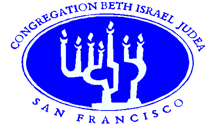 CONGREGATION BETH ISRAEL JUDEA
SAN FRANCISCO